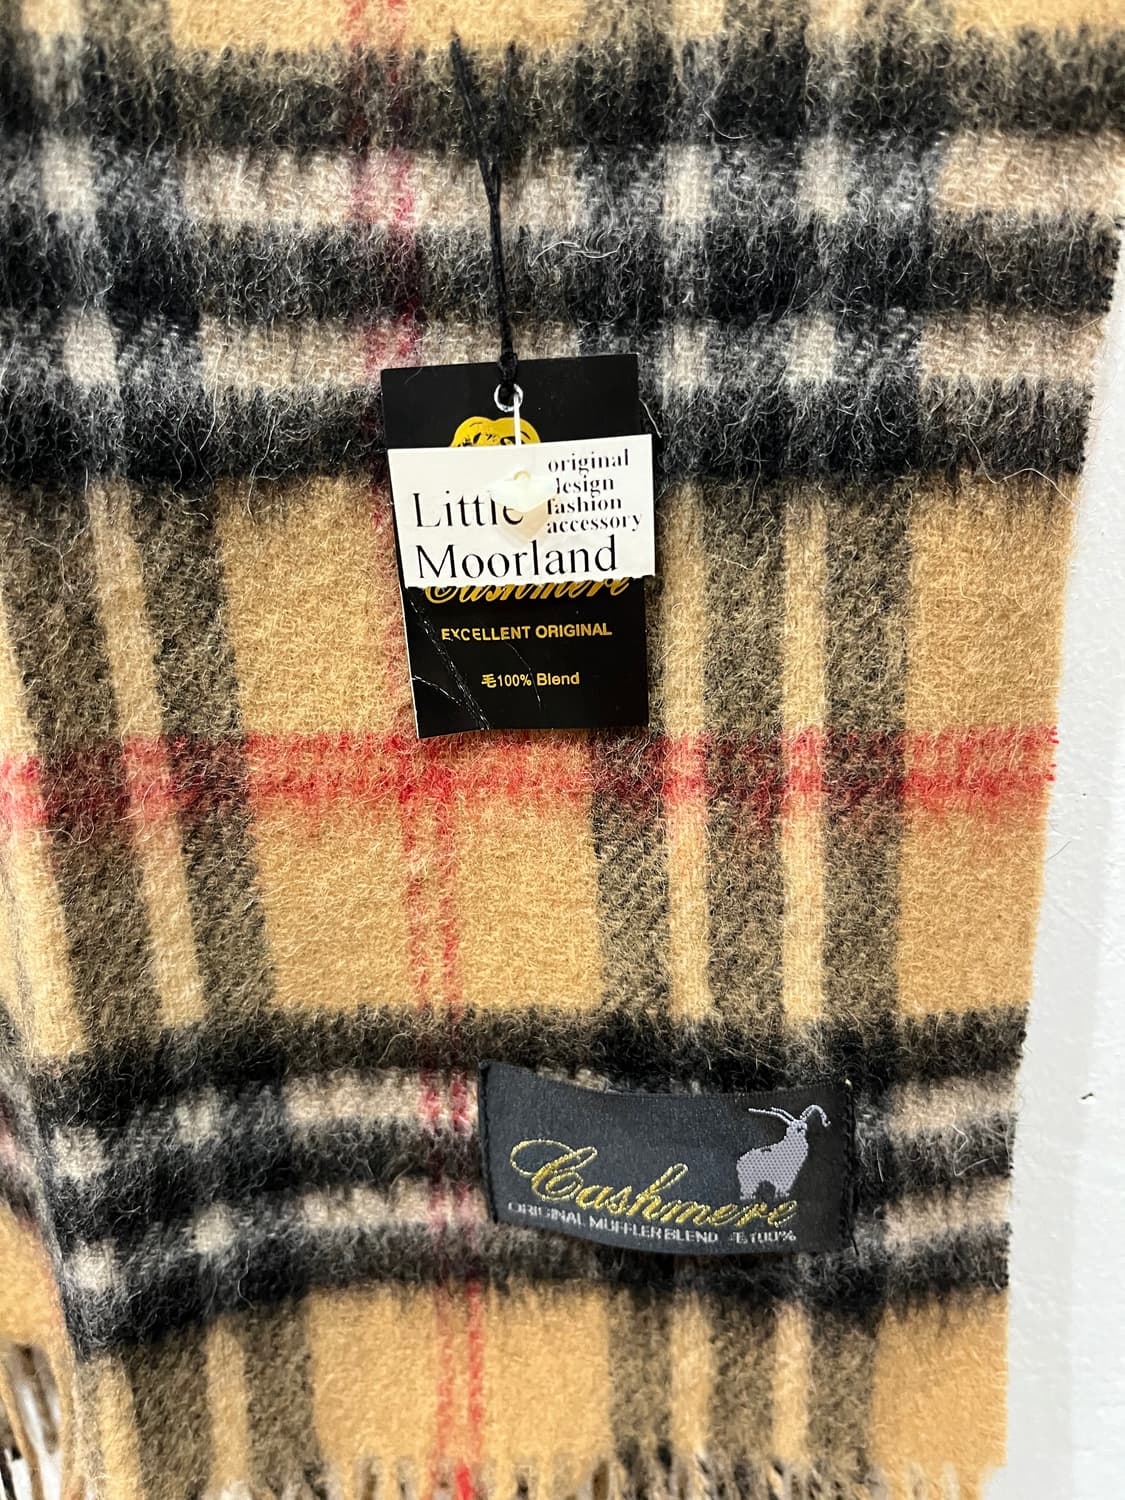 original
design
fashion
accessory
Little
Moorland
Cashmere
EXCELLENT ORIGINAL
毛100% Blend
Cashmere
ORIGINAL MUFFLER BLEND 毛100%